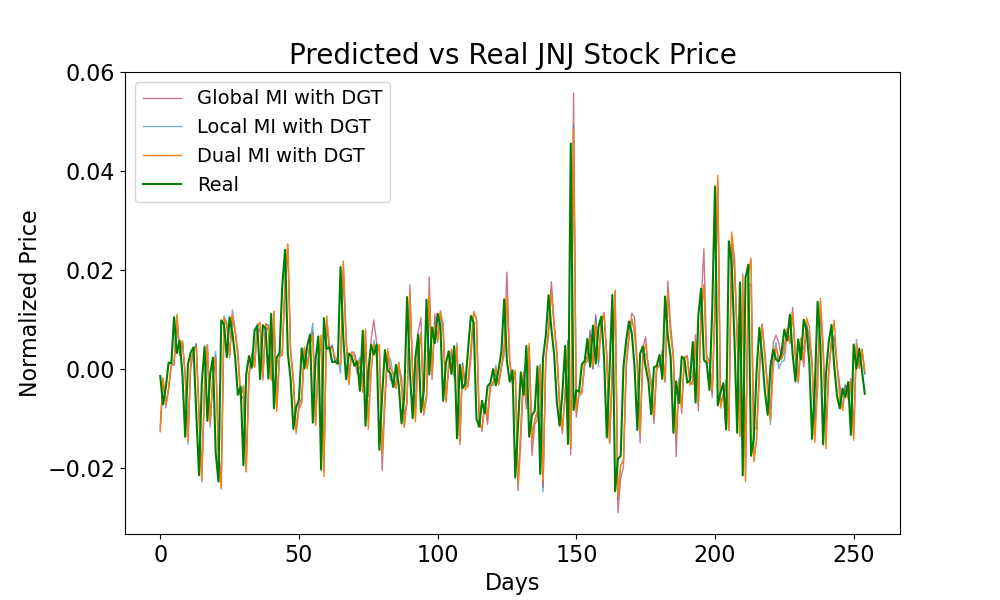 Predicted vs Real JNJ Stock Price
Global MI with DGT
Local MI with DGT
Dual MI with DGT
Real
Normalized Price
0.06
0.04
0.02
0.00
−0.02
0 50 100 150 200 250
Days